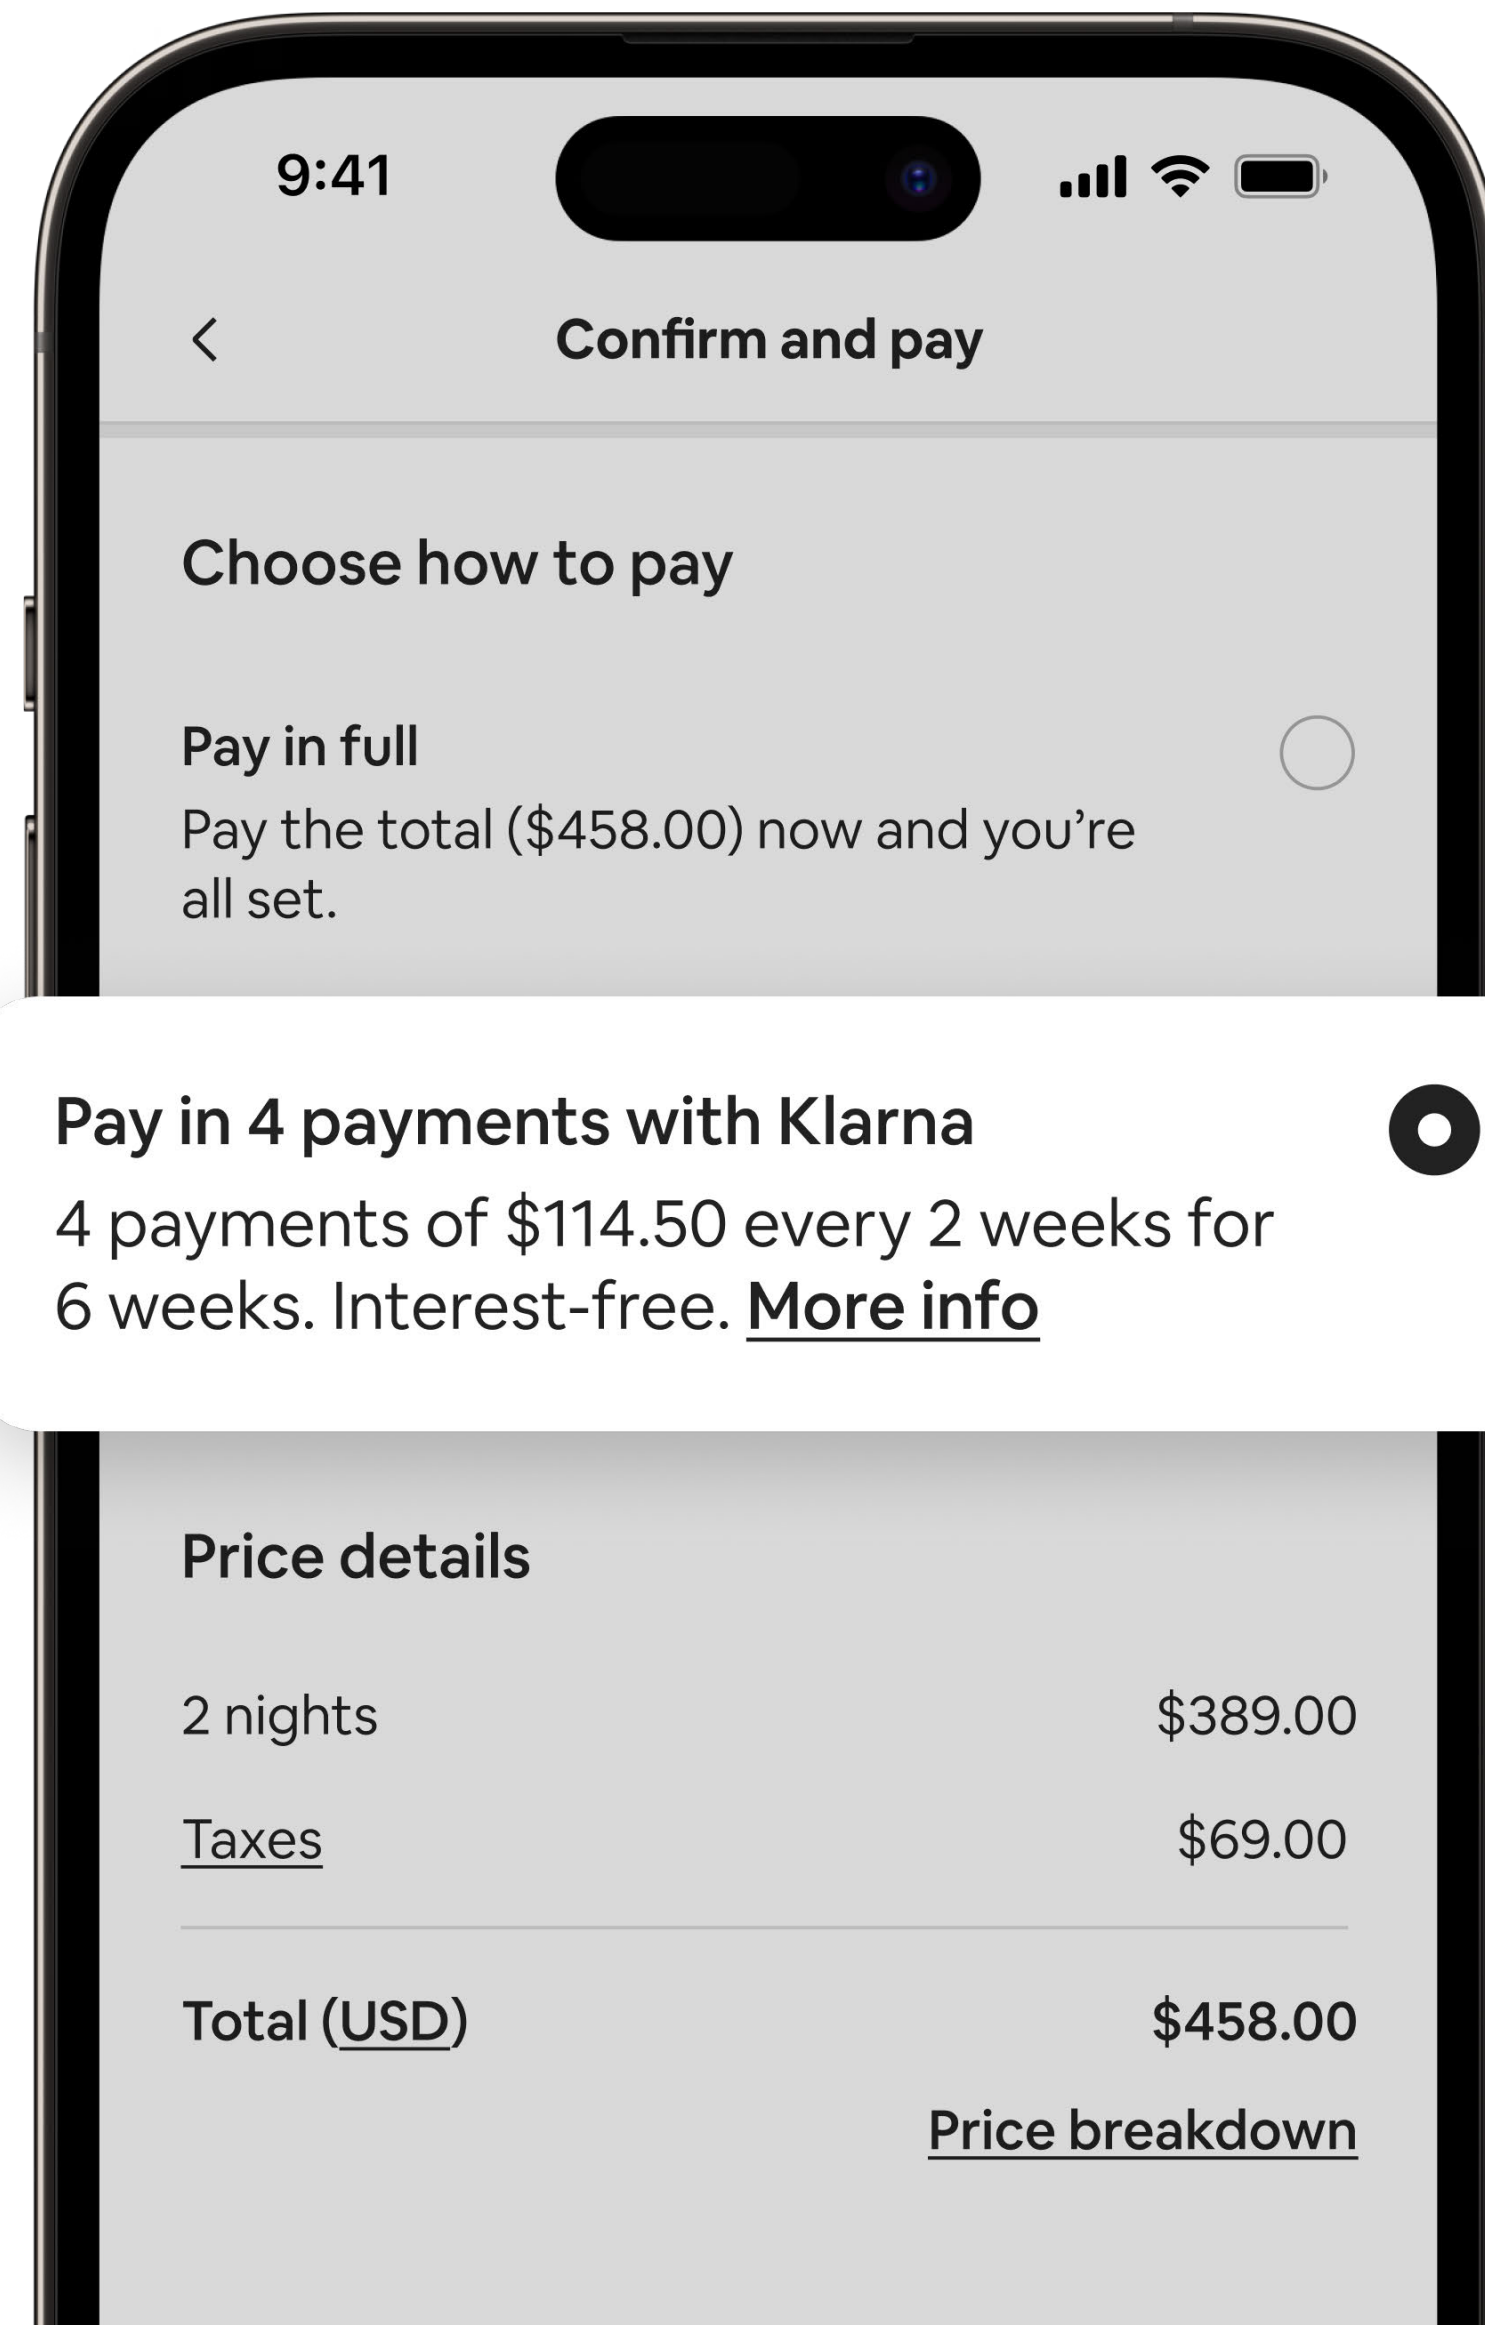 9:41
Confirm and pay
Choose how to pay
Pay in full
Pay the total ($458.00) now and you’re
all set.
Pay in 4 payments with Klarna
4 payments of $114.50 every 2 weeks for
6 weeks. Interest-free. More info
Price details
2 nights $389.00
Taxes $69.00
Total (USD) $458.00
Price breakdown